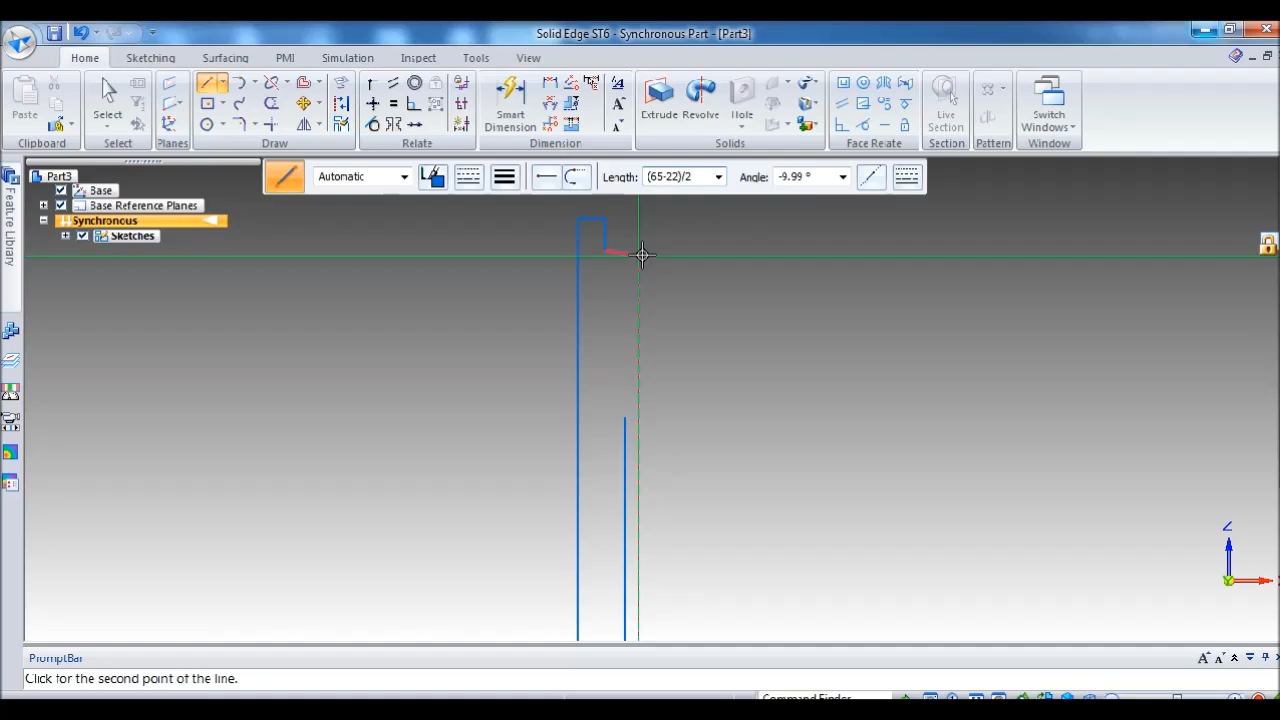 Solid Edge ST6 - Synchronous Part - [Part3]
Home Sketching Surfacing PMI Simulation Inspect Tools View
Paste Select Smart Dimension Extrude Revolve Hole Live Section Switch Windows
Clipboard Select Planes Draw Relate Dimension Solids Face Relate Section Pattern Window
Automatic Length: (65-22)/2 Angle: -9.99 °
Part3
Base
Base Reference Planes
Synchronous
Sketches
Feature Library
Z
PromptBar
Click for the second point of the line.
Command Finder